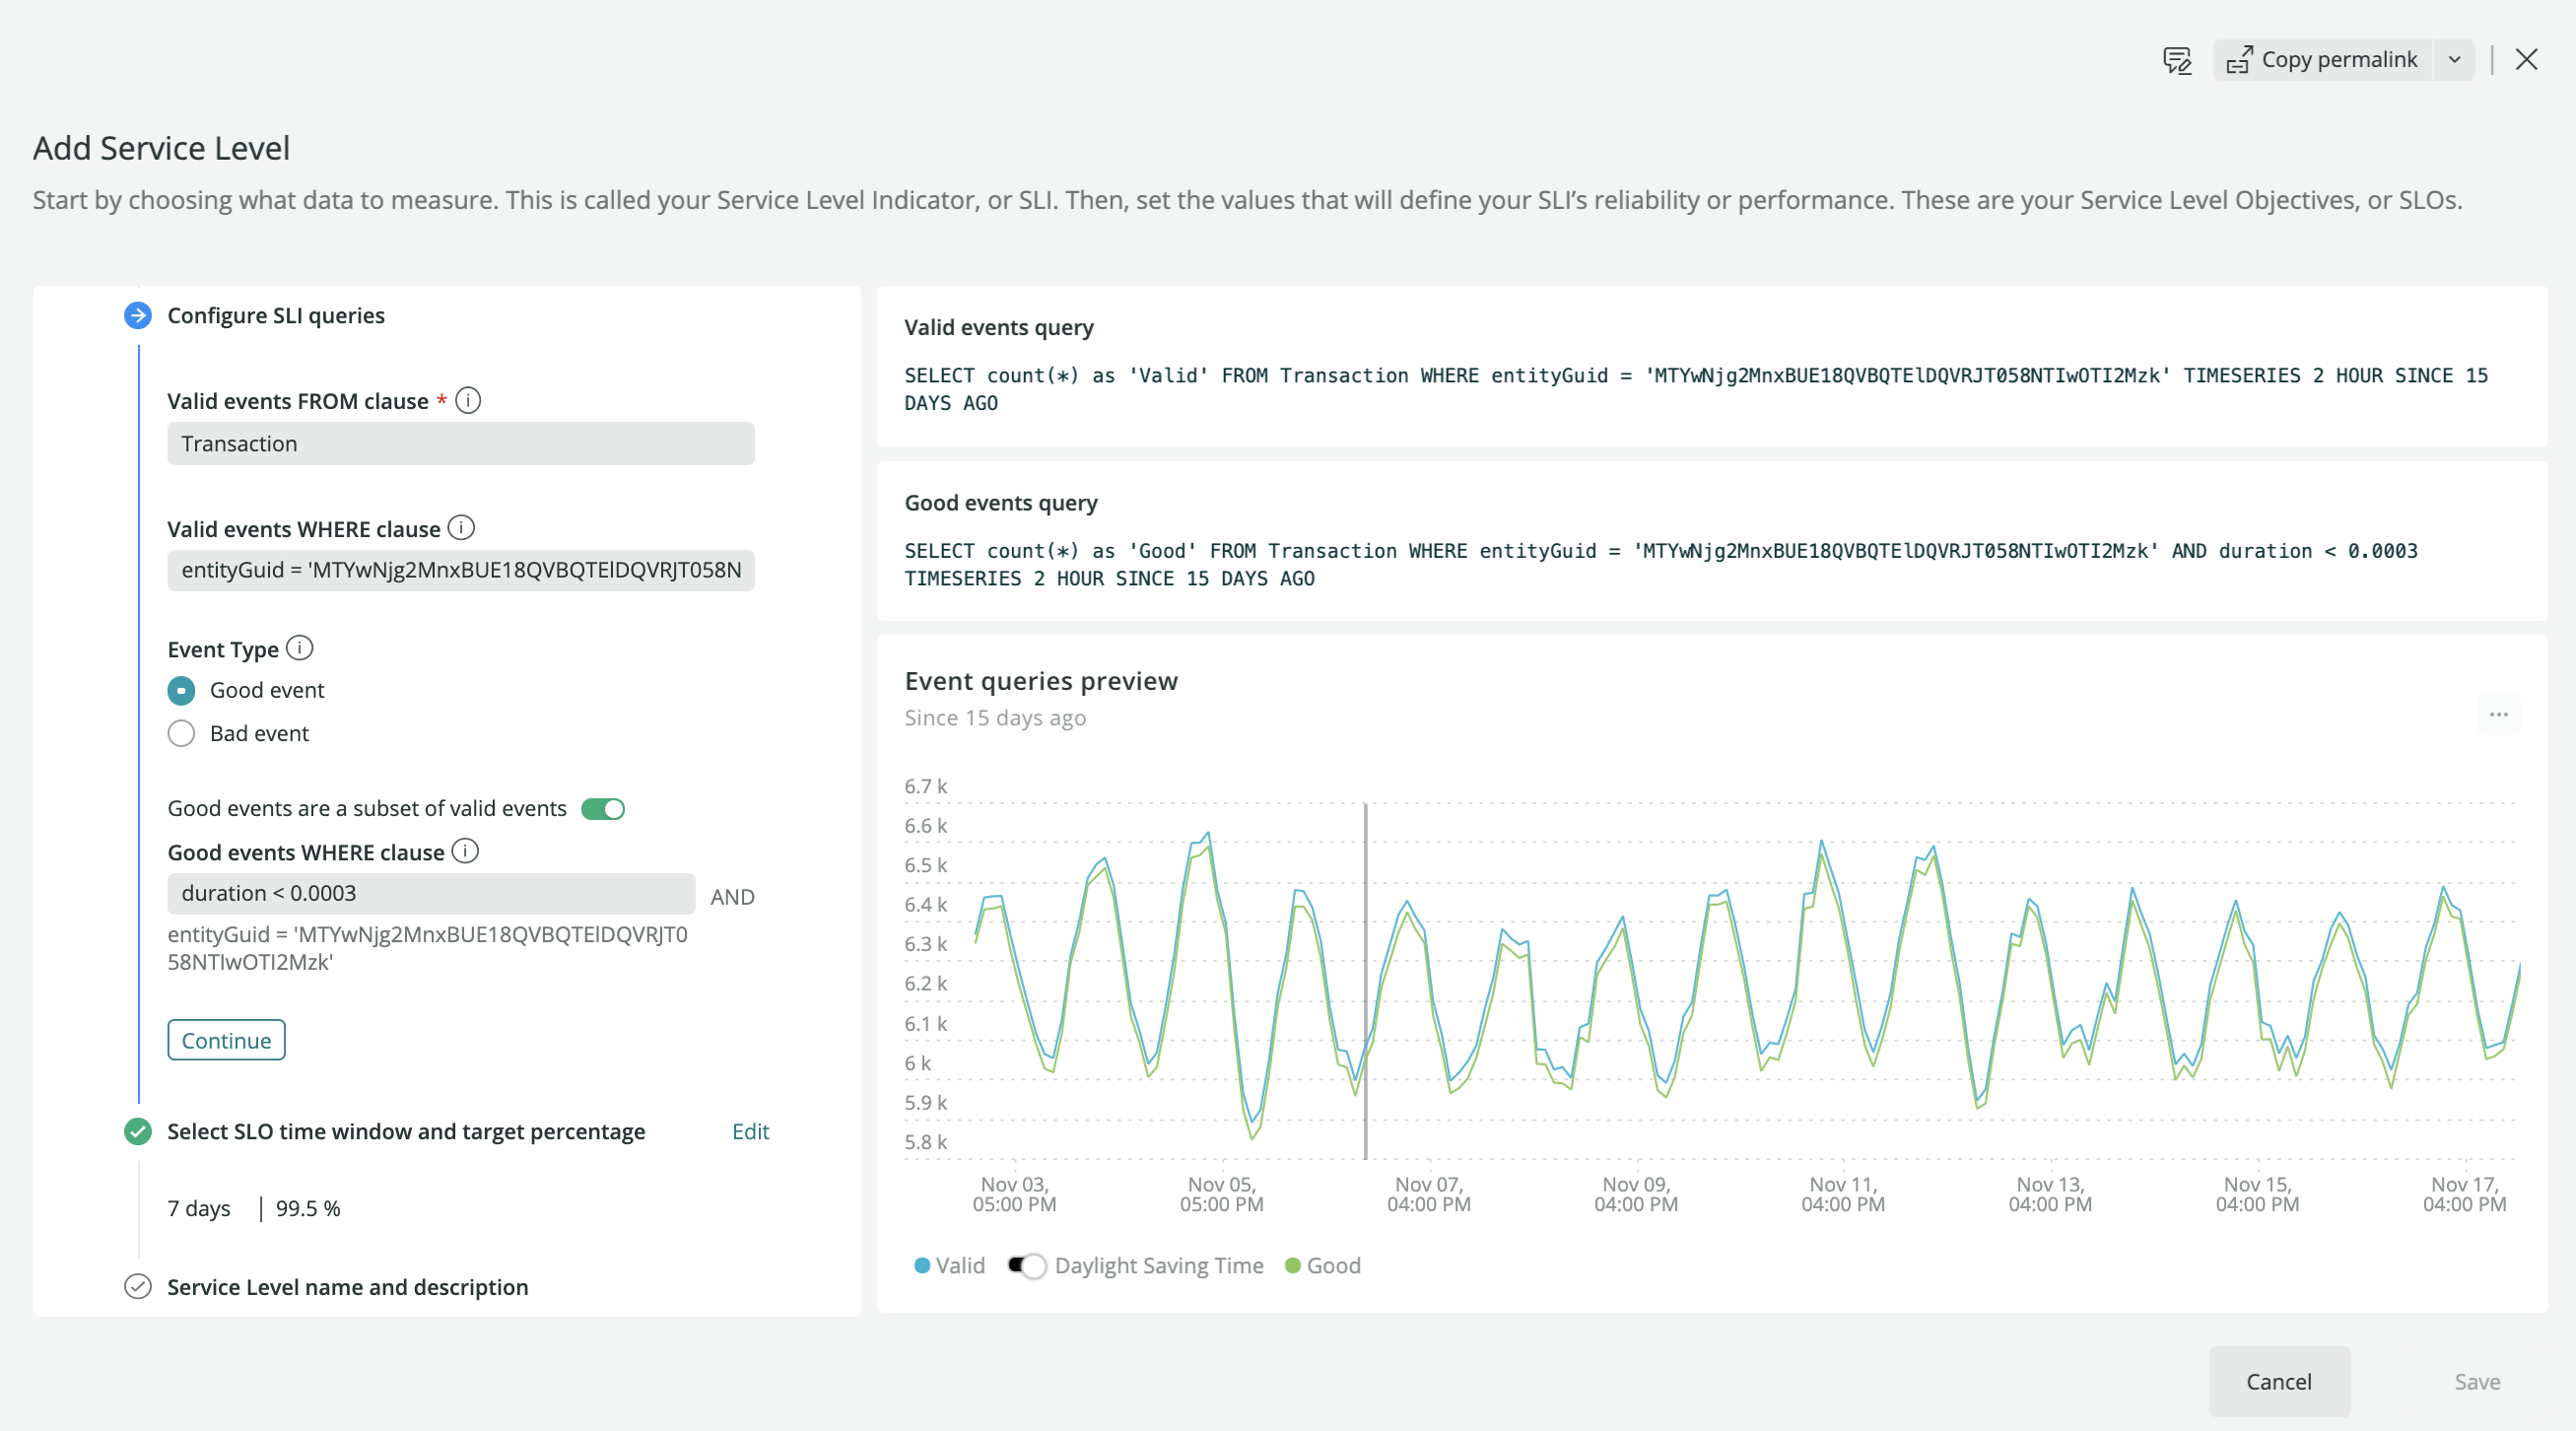 Copy permalink
Add Service Level
Start by choosing what data to measure. This is called your Service Level Indicator, or SLI. Then, set the values that will define your SLI’s reliability or performance. These are your Service Level Objectives, or SLOs.
Configure SLI queries
Valid events FROM clause *
Transaction
Valid events WHERE clause
entityGuid = 'MTYwNjg2MnxBUE18QVBQTElDQVRJT058N
Event Type
Good event
Bad event
Good events are a subset of valid events
Good events WHERE clause
duration < 0.0003
AND
entityGuid = 'MTYwNjg2MnxBUE18QVBQTElDQVRJT0
58NTIwOTI2Mzk'
Continue
Select SLO time window and target percentage
Edit
7 days | 99.5 %
Service Level name and description
Valid events query
SELECT count(*) as 'Valid' FROM Transaction WHERE entityGuid = 'MTYwNjg2MnxBUE18QVBQTElDQVRJT058NTIwOTI2Mzk' TIMESERIES 2 HOUR SINCE 15
DAYS AGO
Good events query
SELECT count(*) as 'Good' FROM Transaction WHERE entityGuid = 'MTYwNjg2MnxBUE18QVBQTElDQVRJT058NTIwOTI2Mzk' AND duration < 0.0003
TIMESERIES 2 HOUR SINCE 15 DAYS AGO
Event queries preview
Since 15 days ago
6.7 k
6.6 k
6.5 k
6.4 k
6.3 k
6.2 k
6.1 k
6 k
5.9 k
5.8 k
Nov 03,
05:00 PM
Nov 05,
05:00 PM
Nov 07,
04:00 PM
Nov 09,
04:00 PM
Nov 11,
04:00 PM
Nov 13,
04:00 PM
Nov 15,
04:00 PM
Nov 17,
04:00 PM
Valid
Daylight Saving Time
Good
Cancel
Save